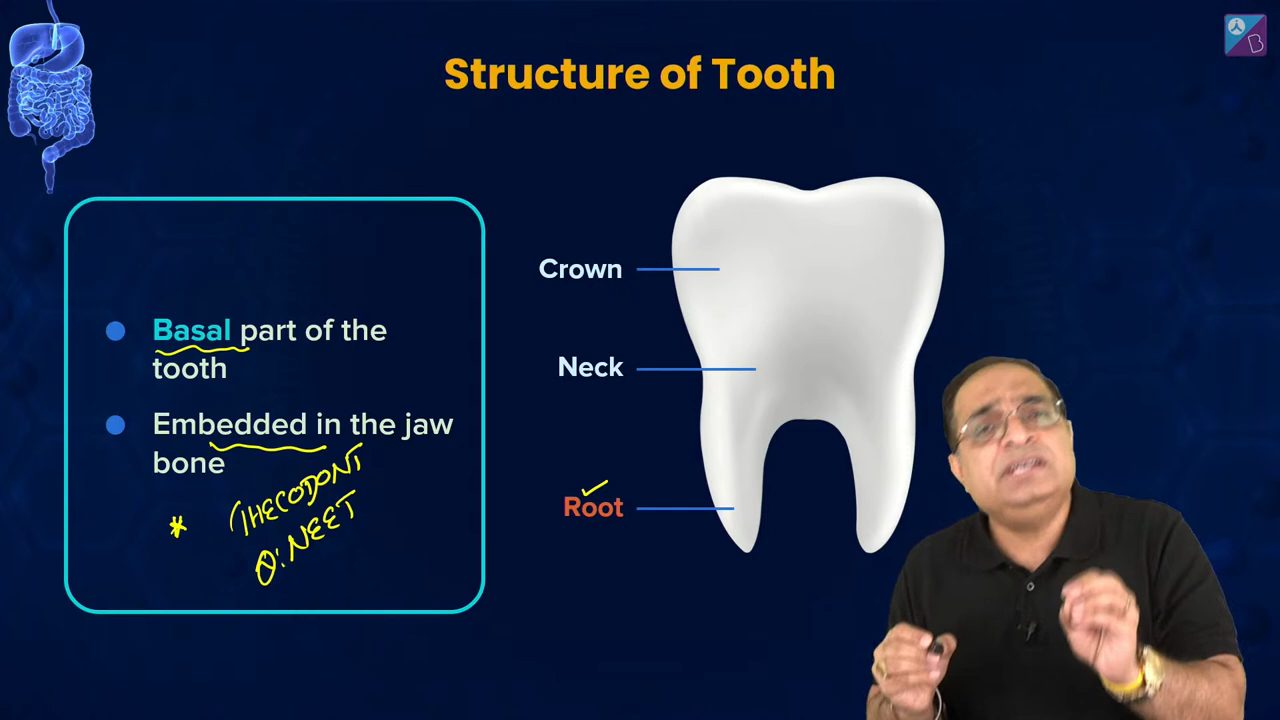 Structure of Tooth
Basal part of the
tooth
Embedded in the jaw
bone
* THECODONT
Q: NEET
Crown
Neck
Root
B